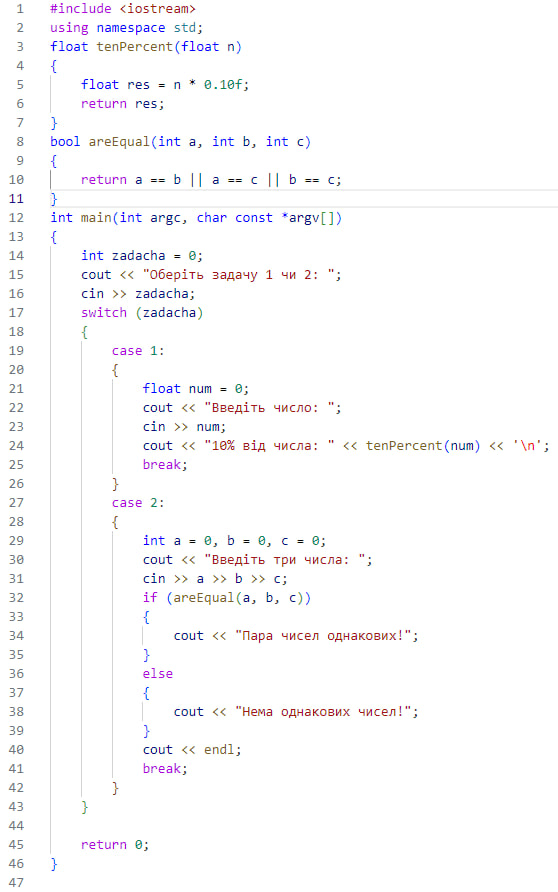 1 #include <iostream>
2 using namespace std;
3 float tenPercent(float n)
4 {
5     float res = n * 0.10f;
6     return res;
7 }
8 bool areEqual(int a, int b, int c)
9 {
10     return a == b || a == c || b == c;
11 }
12 int main(int argc, char const *argv[])
13 {
14     int zadacha = 0;
15     cout << "Оберіть задачу 1 чи 2: ";
16     cin >> zadacha;
17     switch (zadacha)
18     {
19         case 1:
20         {
21             float num = 0;
22             cout << "Введіть число: ";
23             cin >> num;
24             cout << "10% від числа: " << tenPercent(num) << '\n';
25             break;
26         }
27         case 2:
28         {
29             int a = 0, b = 0, c = 0;
30             cout << "Введіть три числа: ";
31             cin >> a >> b >> c;
32             if (areEqual(a, b, c))
33             {
34                 cout << "Пара чисел однакових!";
35             }
36             else
37             {
38                 cout << "Нема однакових чисел!";
39             }
40             cout << endl;
41             break;
42         }
43     }
44
45     return 0;
46 }
47